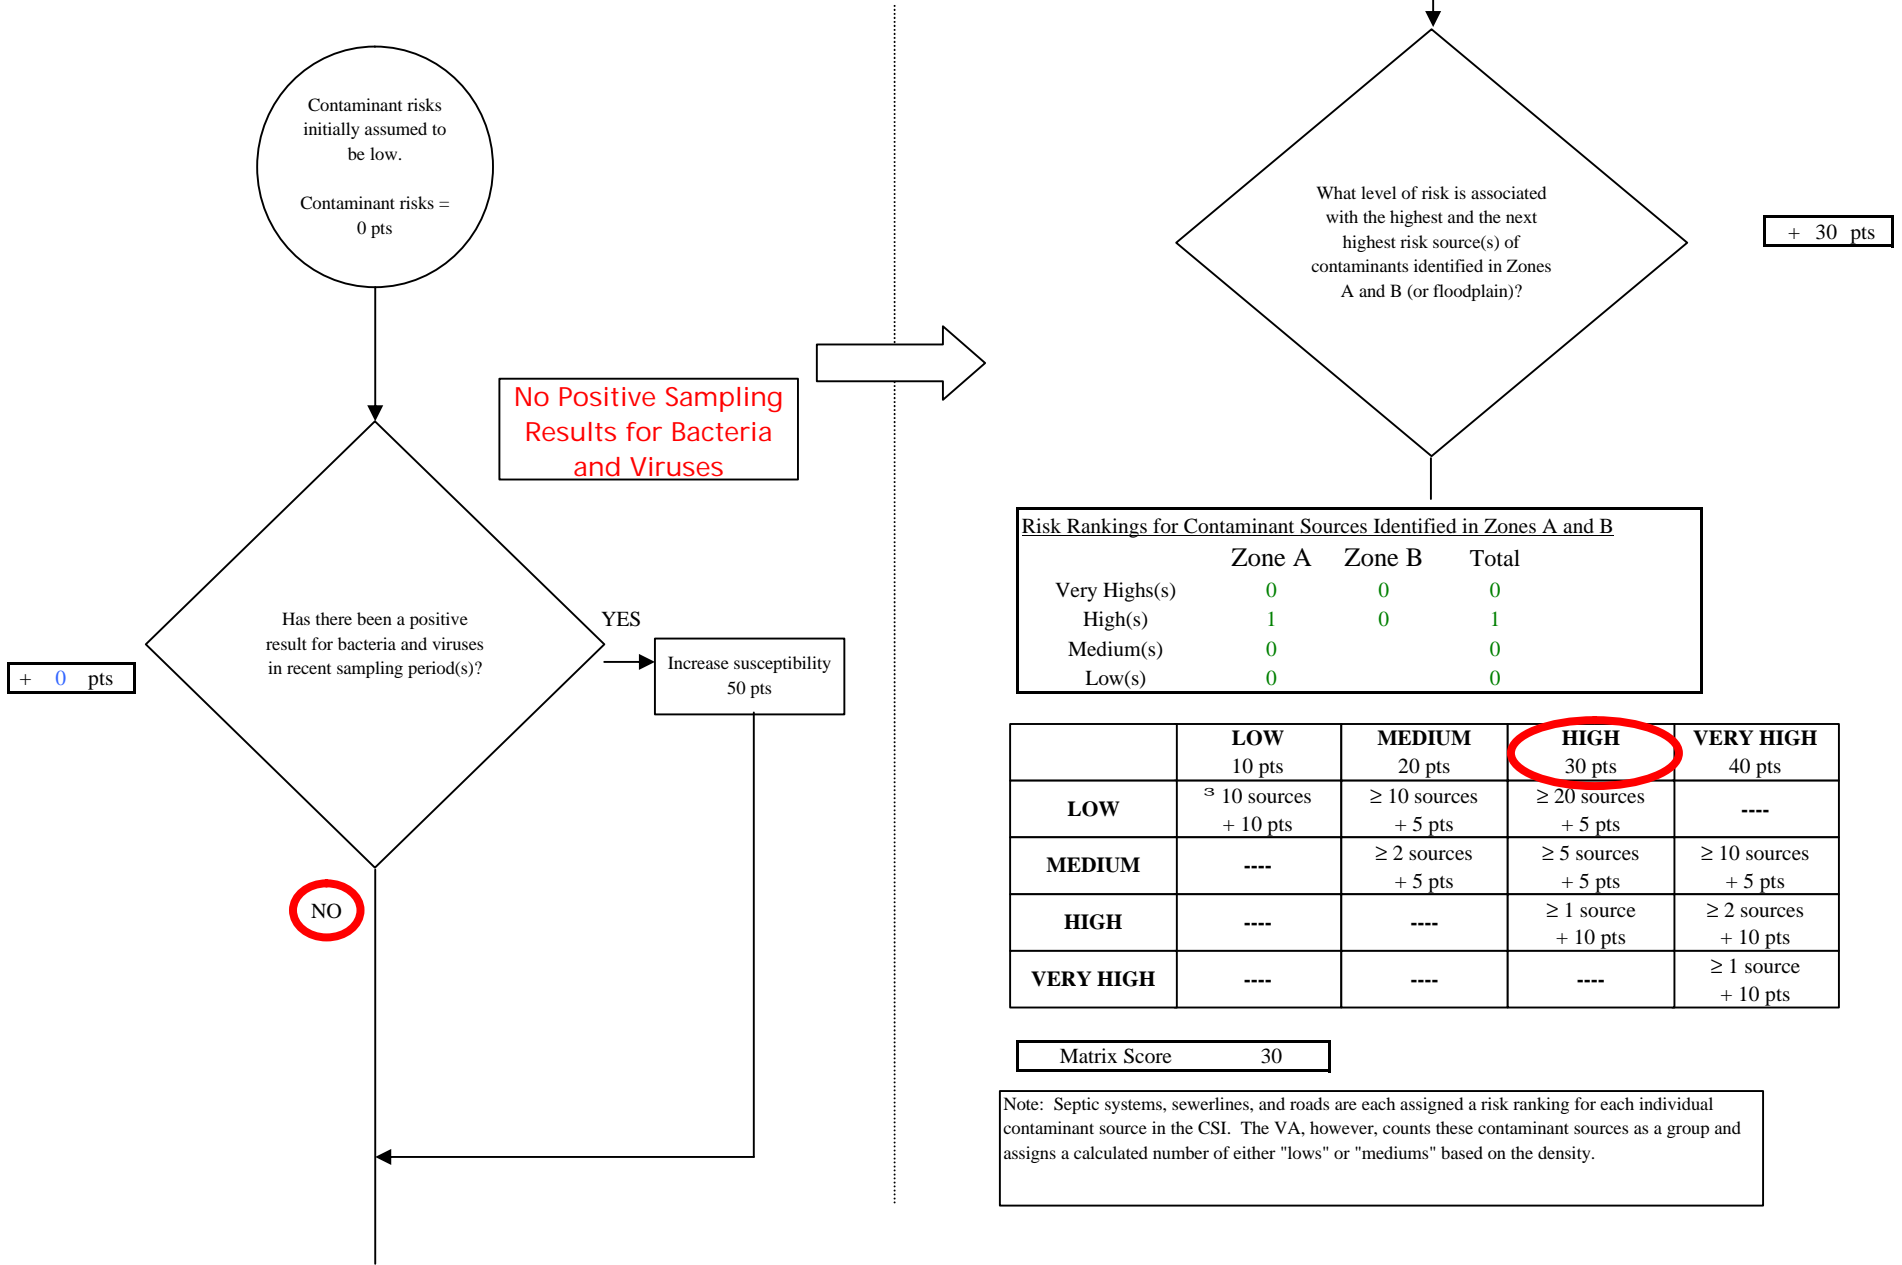 Contaminant risks
initially assumed to
be low.
Contaminant risks =
0 pts
No Positive Sampling
Results for Bacteria
and Viruses
Has there been a positive
result for bacteria and viruses
in recent sampling period(s)?
+ 0 pts
YES
Increase susceptibility
50 pts
NO
What level of risk is associated
with the highest and the next
highest risk source(s) of
contaminants identified in Zones
A and B (or floodplain)?
+ 30 pts
Risk Rankings for Contaminant Sources Identified in Zones A and B
Zone A Zone B Total
Very Highs(s) 0 0 0
High(s) 1 0 1
Medium(s) 0 0
Low(s) 0 0
LOW MEDIUM HIGH VERY HIGH
10 pts 20 pts 30 pts 40 pts
LOW ³ 10 sources ≥ 10 sources ≥ 20 sources ----
+ 10 pts + 5 pts + 5 pts
MEDIUM ---- ≥ 2 sources ≥ 5 sources ≥ 10 sources
+ 5 pts + 5 pts + 5 pts
HIGH ---- ---- ≥ 1 source ≥ 2 sources
+ 10 pts + 10 pts
VERY HIGH ---- ---- ---- ≥ 1 source
+ 10 pts
Matrix Score 30
Note: Septic systems, sewerlines, and roads are each assigned a risk ranking for each individual
contaminant source in the CSI. The VA, however, counts these contaminant sources as a group and
assigns a calculated number of either "lows" or "mediums" based on the density.